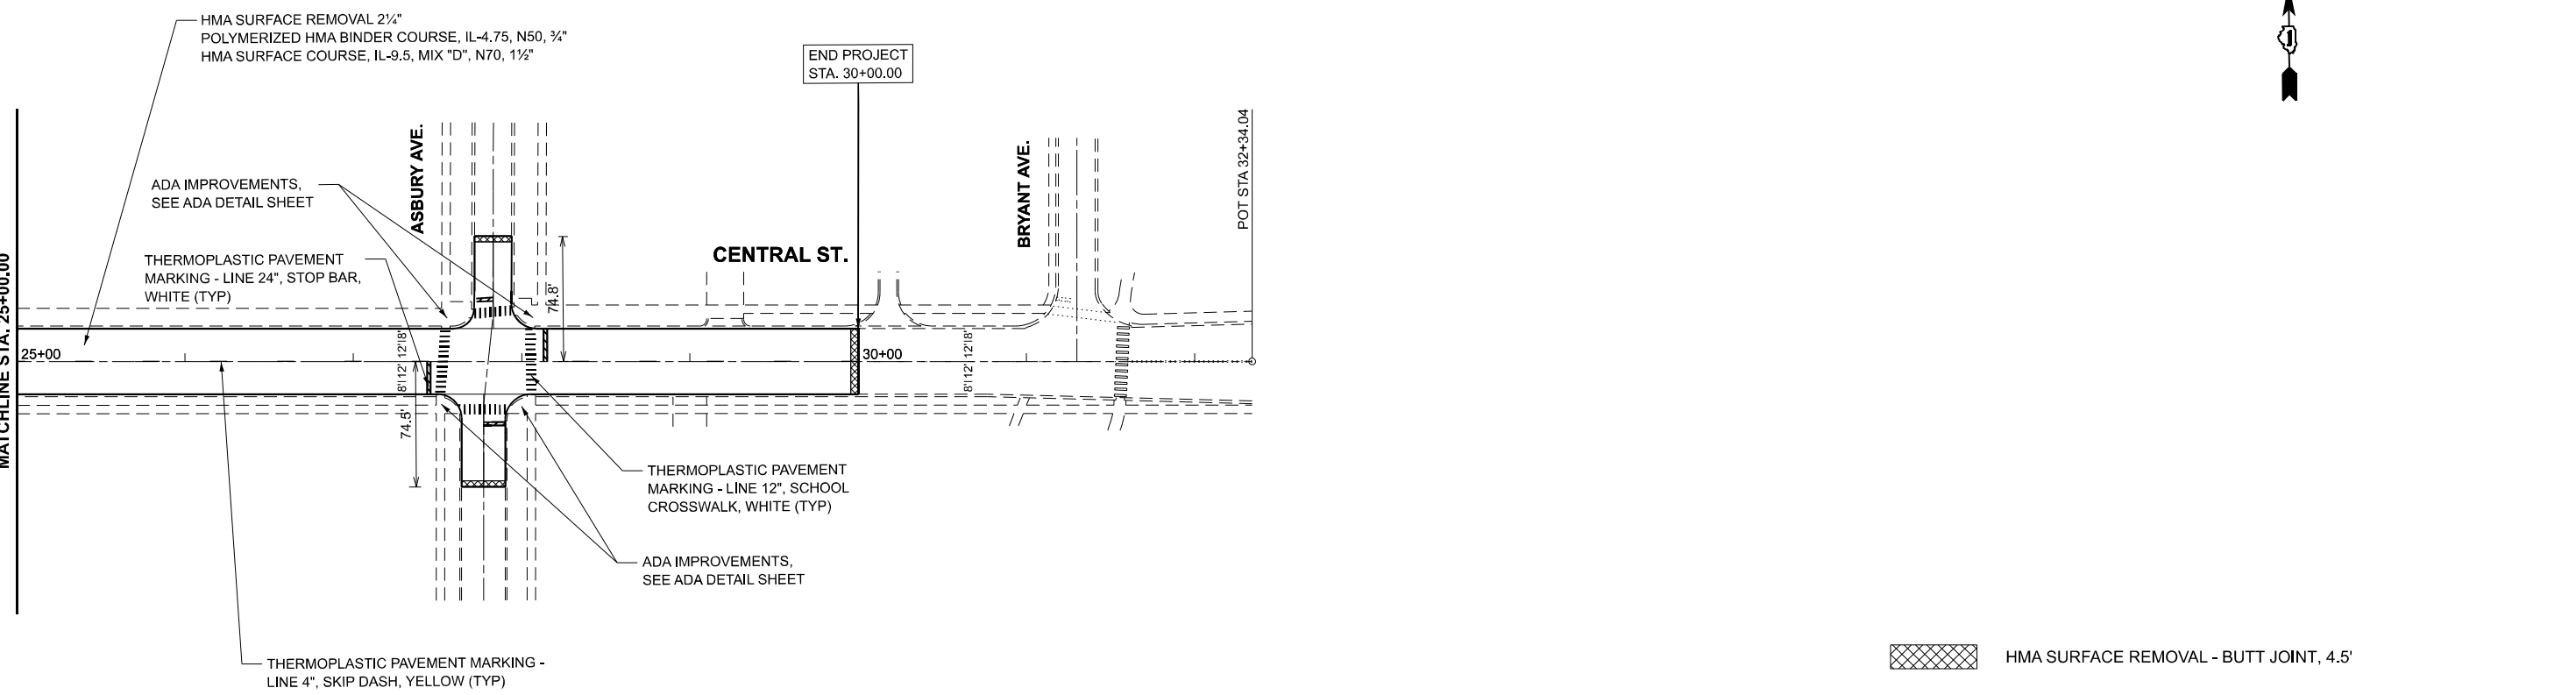 HMA SURFACE REMOVAL 2¼"
POLYMERIZED HMA BINDER COURSE, IL-4.75, N50, ¾"
HMA SURFACE COURSE, IL-9.5, MIX "D", N70, 1½"
END PROJECT
STA. 30+00.00
ADA IMPROVEMENTS,
SEE ADA DETAIL SHEET
ASBURY AVE.
BRYANT AVE.
POT STA 32+34.04
CENTRAL ST.
THERMOPLASTIC PAVEMENT
MARKING - LINE 24", STOP BAR,
WHITE (TYP)
MATCHLINE STA. 25+00.00
74.8'
25+00
30+00
8' 12' 12' 8'
8' 12' 12' 8'
74.5'
THERMOPLASTIC PAVEMENT
MARKING - LINE 12", SCHOOL
CROSSWALK, WHITE (TYP)
ADA IMPROVEMENTS,
SEE ADA DETAIL SHEET
THERMOPLASTIC PAVEMENT MARKING -
LINE 4", SKIP DASH, YELLOW (TYP)
HMA SURFACE REMOVAL - BUTT JOINT, 4.5'